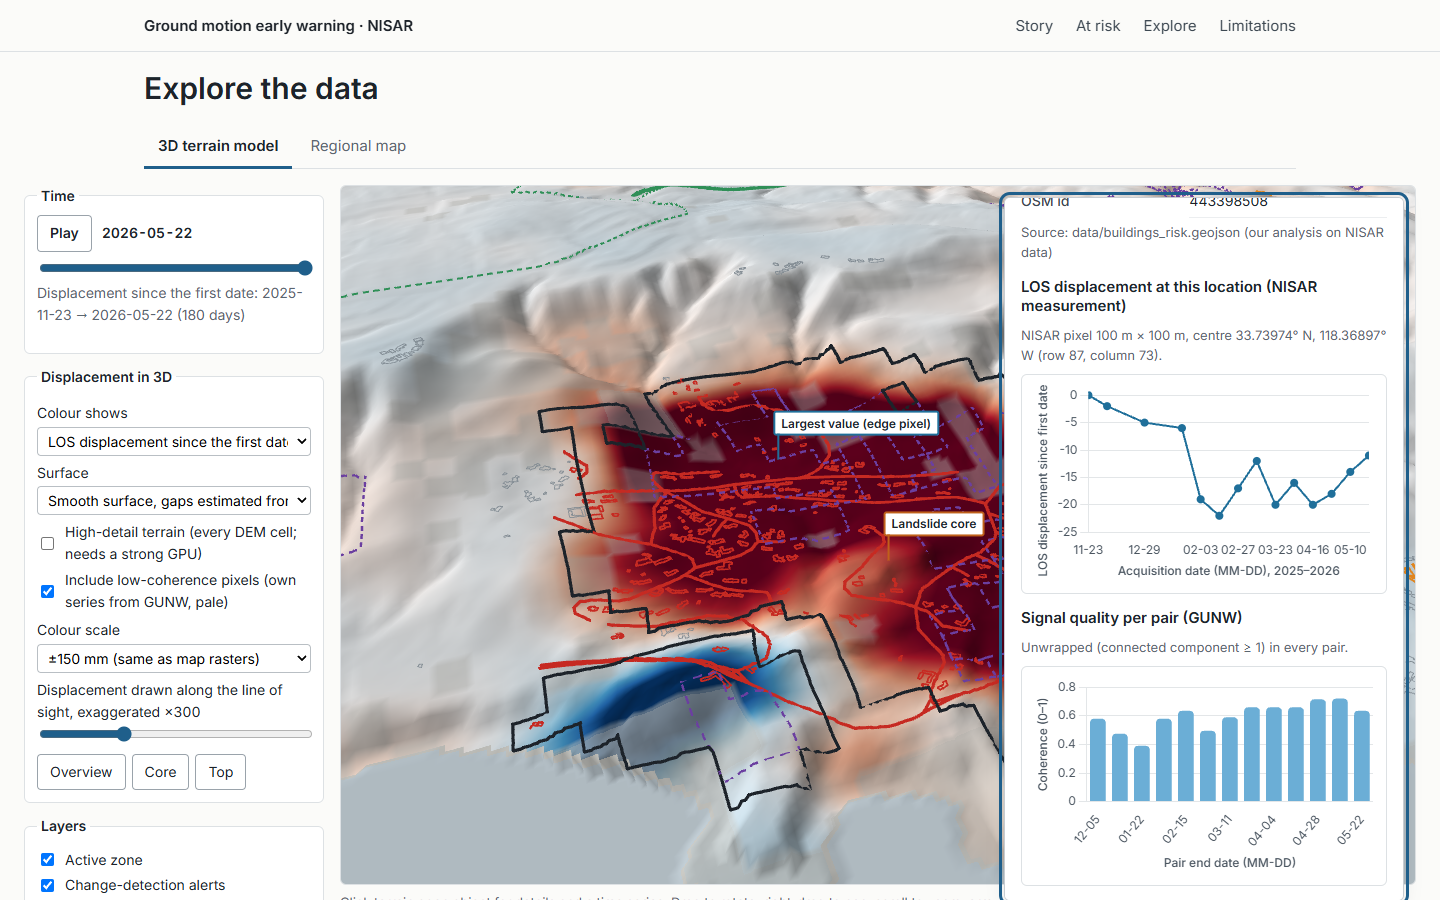 Ground motion early warning · NISAR
Story
At risk
Explore
Limitations
Explore the data
3D terrain model
Regional map
Time
Play
2026-05-22
Displacement since the first date: 2025-
11-23 → 2026-05-22 (180 days)
Displacement in 3D
Colour shows
LOS displacement since the first date
Surface
Smooth surface, gaps estimated from
High-detail terrain (every DEM cell;
needs a strong GPU)
Include low-coherence pixels (own
series from GUNW, pale)
Colour scale
±150 mm (same as map rasters)
Displacement drawn along the line of
sight, exaggerated ×300
Overview
Core
Top
Layers
Active zone
Change-detection alerts
Largest value (edge pixel)
Landslide core
OSM id
443398508
Source: data/buildings_risk.geojson (our analysis on NISAR
data)
LOS displacement at this location (NISAR
measurement)
NISAR pixel 100 m × 100 m, centre 33.73974° N, 118.36897°
W (row 87, column 73).
LOS displacement since first date
0
-5
-10
-15
-20
-25
11-23
12-29
02-03
02-27
03-23
04-16
05-10
Acquisition date (MM-DD), 2025–2026
Signal quality per pair (GUNW)
Unwrapped (connected component ≥ 1) in every pair.
Coherence (0–1)
0.8
0.6
0.4
0.2
0
12-05
01-22
02-15
03-11
04-04
04-28
05-22
Pair end date (MM-DD)